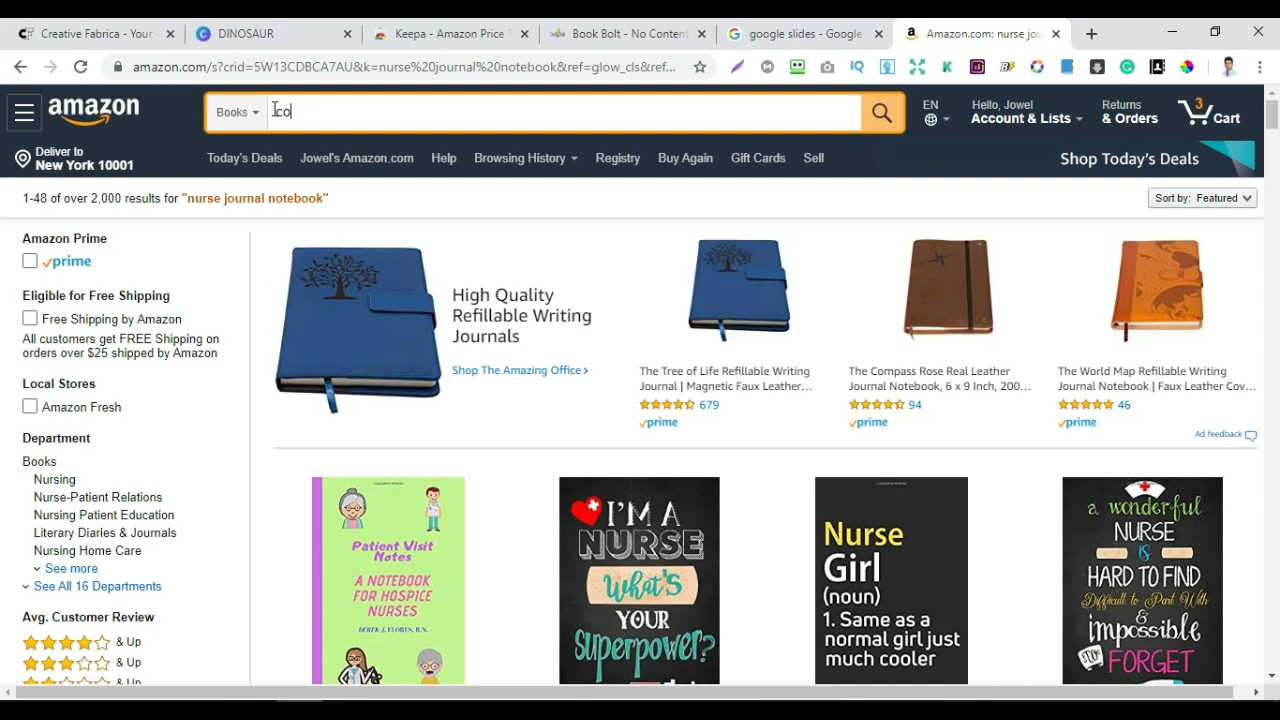 Creative Fabrica - Your
DINOSAUR
Keepa - Amazon Price T
Book Bolt - No Content
google slides - Google
Amazon.com: nurse jou
amazon.com/s?crid=5W13CDBCA7AU&k=nurse%20journal%20notebook&ref=glow_cls&ref...
amazon
Books
co
EN
Hello, Jowel
Account & Lists
Returns
& Orders
3
Cart
Deliver to
New York 10001
Today's Deals
Jowel's Amazon.com
Help
Browsing History
Registry
Buy Again
Gift Cards
Sell
Shop Today's Deals
1-48 of over 2,000 results for "nurse journal notebook"
Sort by: Featured
Amazon Prime
prime
Eligible for Free Shipping
Free Shipping by Amazon
All customers get FREE Shipping on
orders over $25 shipped by Amazon
Local Stores
Amazon Fresh
Department
Books
Nursing
Nurse-Patient Relations
Nursing Patient Education
Literary Diaries & Journals
Nursing Home Care
See more
See All 16 Departments
Avg. Customer Review
& Up
& Up
& Up
High Quality
Refillable Writing
Journals
Shop The Amazing Office ›
The Tree of Life Refillable Writing
Journal | Magnetic Faux Leather...
679
prime
The Compass Rose Real Leather
Journal Notebook, 6 x 9 Inch, 200...
94
prime
The World Map Refillable Writing
Journal Notebook | Faux Leather Cov...
46
prime
Ad feedback
Patient Visit
Notes
A NOTEBOOK
FOR HOSPICE
NURSES
DEREK J. FLORES, R.N.
I'M A
NURSE
What's
YOUR
Superpower?
Nurse
Girl
(noun)
1. Same as a
normal girl just
much cooler
a wonderful
NURSE
IS
HARD TO FIND
Difficult to Part With
&
impossible
TO
FORGET